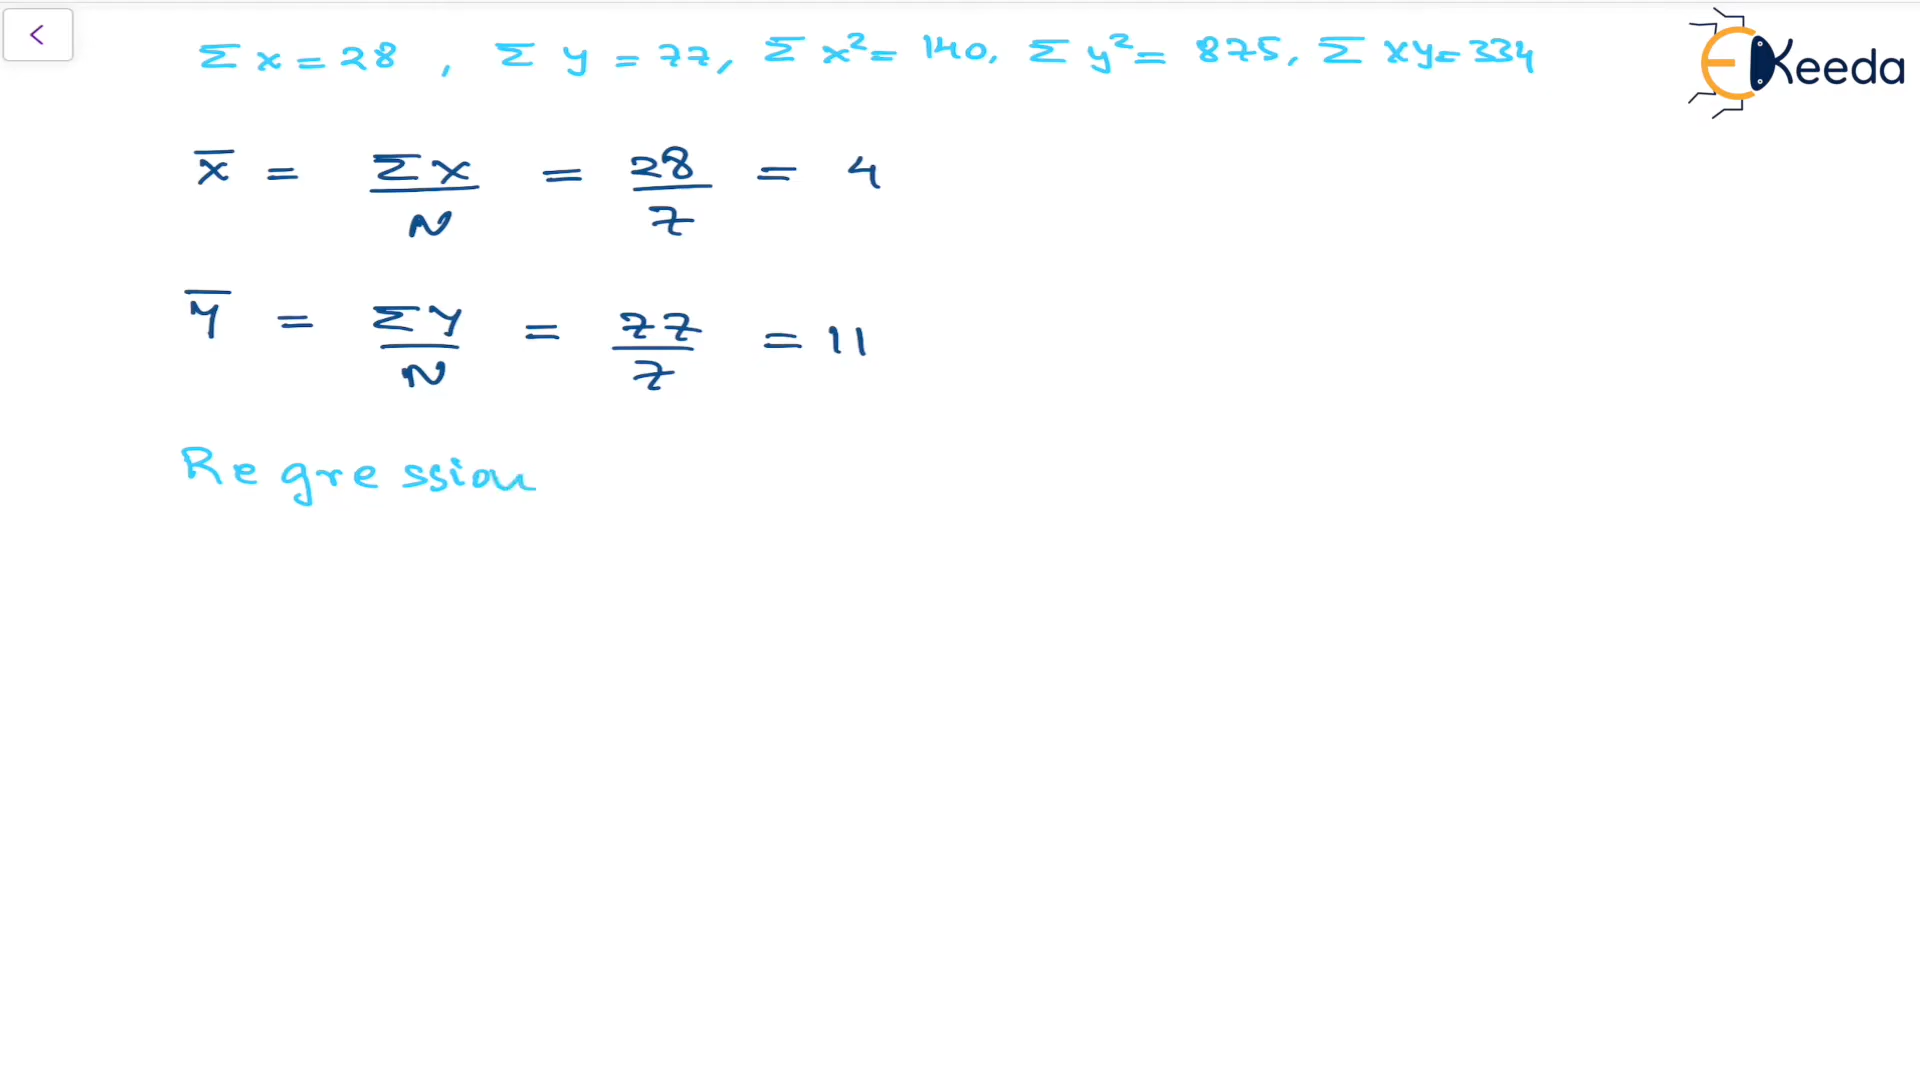 Σx = 28 , Σy = 77, Σx² = 140, Σy² = 875, Σxy = 334
EKeeda
x̄ = Σx/N = 28/7 = 4
ȳ = Σy/N = 77/7 = 11
Regression